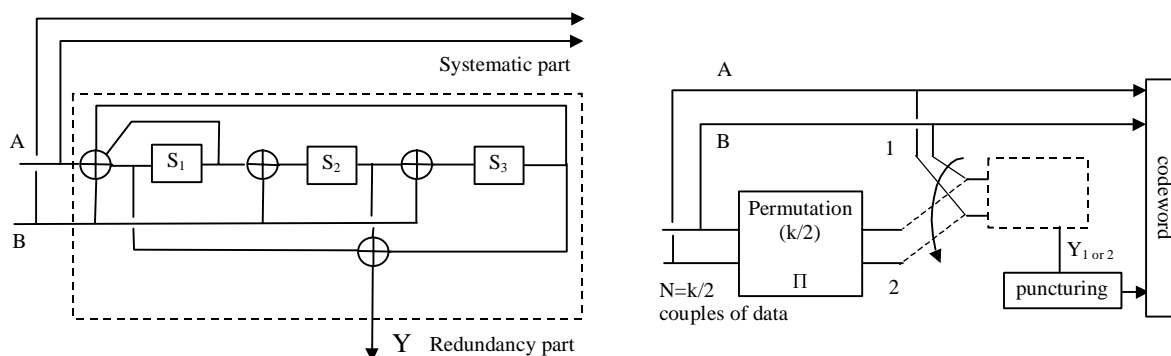 Systematic part
A
S1
S2
S3
B
Y
Redundancy part
A
B
1
Permutation
(k/2)
Π
2
N=k/2
couples of data
Y1 or 2
puncturing
codeword